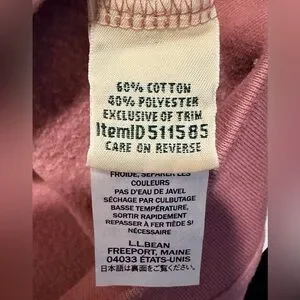 60% COTTON
40% POLYESTER
EXCLUSIVE OF TRIM
ItemID 511585
CARE ON REVERSE
FROIDE, SÉPARER LES
COULEURS
PAS D'EAU DE JAVEL
SÉCHAGE PAR CULBUTAGE
BASSE TEMPÉRATURE,
SORTIR RAPIDEMENT
REPASSER À FER TIÈDE SI
NÉCESSAIRE
L.L.BEAN
FREEPORT, MAINE
04033 ÉTATS-UNIS
日本語は裏面をご覧ください。